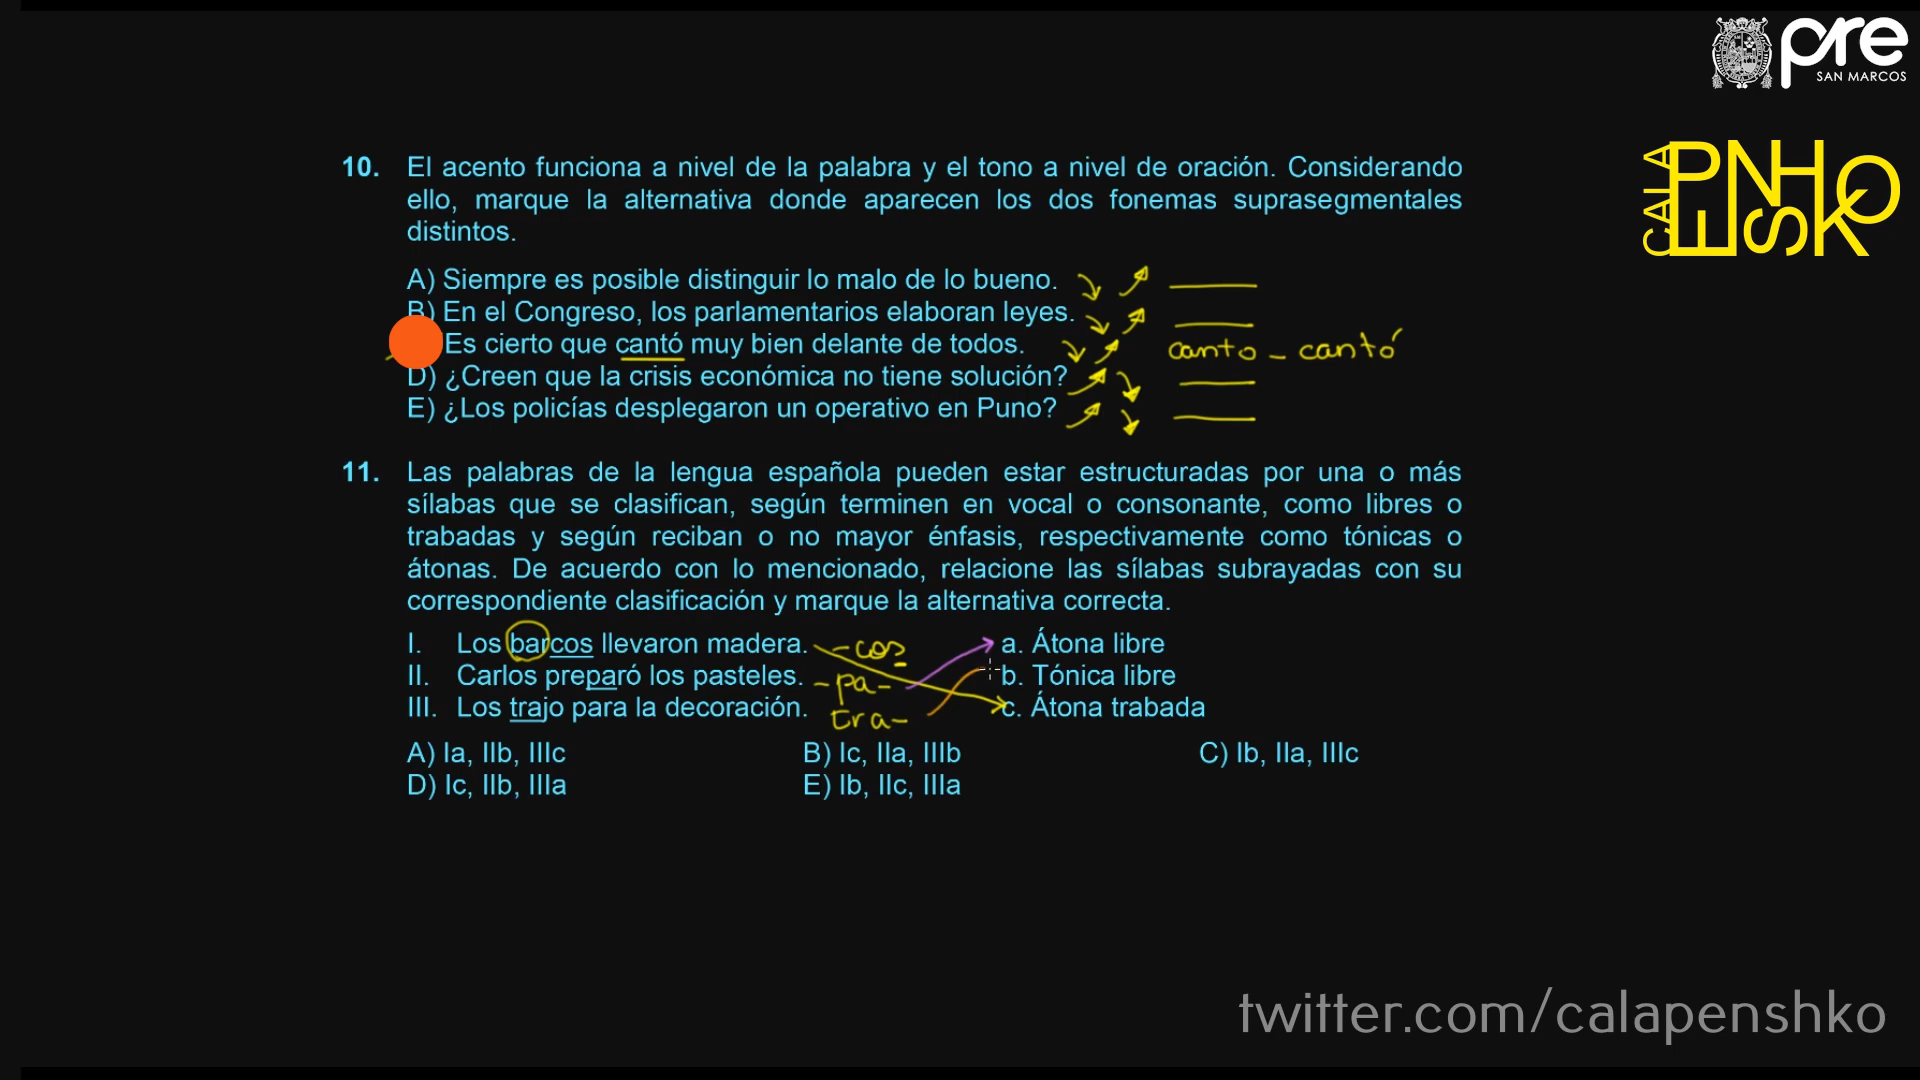 pre
SAN MARCOS
CALA
PENSHKO
10. El acento funciona a nivel de la palabra y el tono a nivel de oración. Considerando
ello, marque la alternativa donde aparecen los dos fonemas suprasegmentales
distintos.
A) Siempre es posible distinguir lo malo de lo bueno.
B) En el Congreso, los parlamentarios elaboran leyes.
Es cierto que cantó muy bien delante de todos. canto - cantó
D) ¿Creen que la crisis económica no tiene solución?
E) ¿Los policías desplegaron un operativo en Puno?
11. Las palabras de la lengua española pueden estar estructuradas por una o más
sílabas que se clasifican, según terminen en vocal o consonante, como libres o
trabadas y según reciban o no mayor énfasis, respectivamente como tónicas o
átonas. De acuerdo con lo mencionado, relacione las sílabas subrayadas con su
correspondiente clasificación y marque la alternativa correcta.
I. Los barcos llevaron madera. -cos a. Átona libre
II. Carlos preparó los pasteles. -pa- b. Tónica libre
III. Los trajo para la decoración. tra- c. Átona trabada
A) Ia, IIb, IIIc B) Ic, IIa, IIIb C) Ib, IIa, IIIc
D) Ic, IIb, IIIa E) Ib, IIc, IIIa
twitter.com/calapenshko